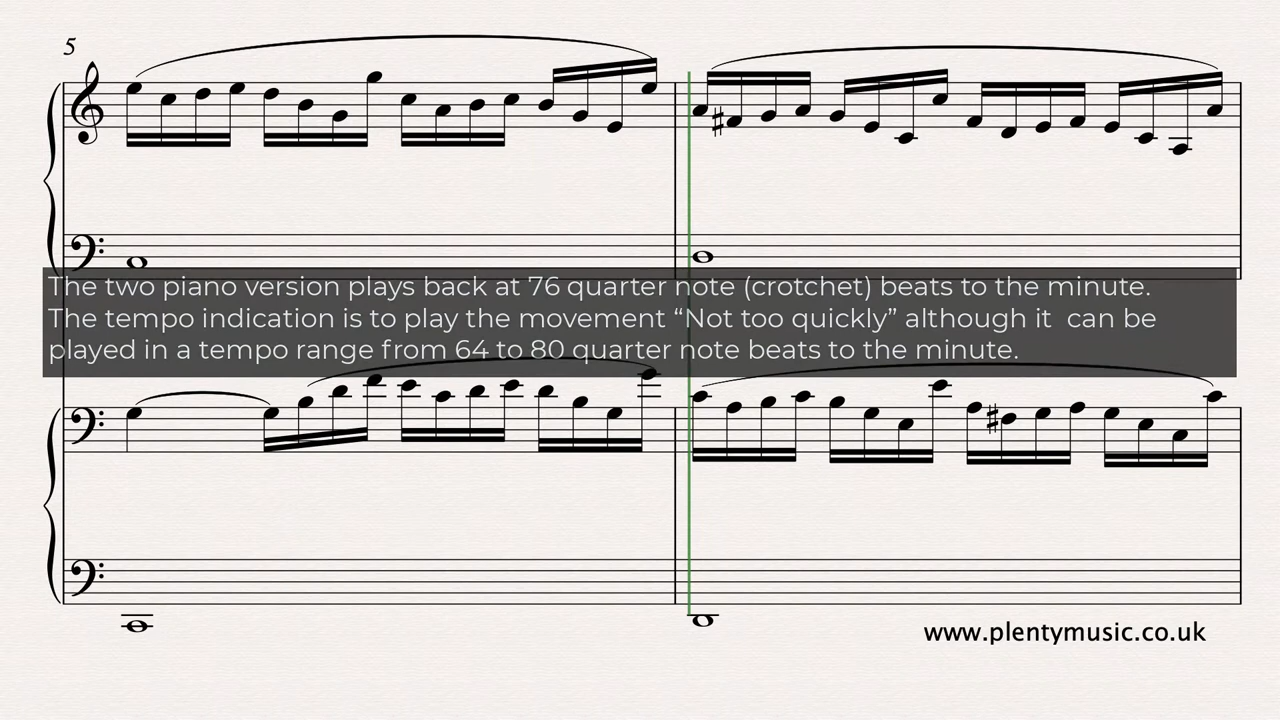 5
The two piano version plays back at 76 quarter note (crotchet) beats to the minute.
The tempo indication is to play the movement “Not too quickly” although it  can be
played in a tempo range from 64 to 80 quarter note beats to the minute.
www.plentymusic.co.uk